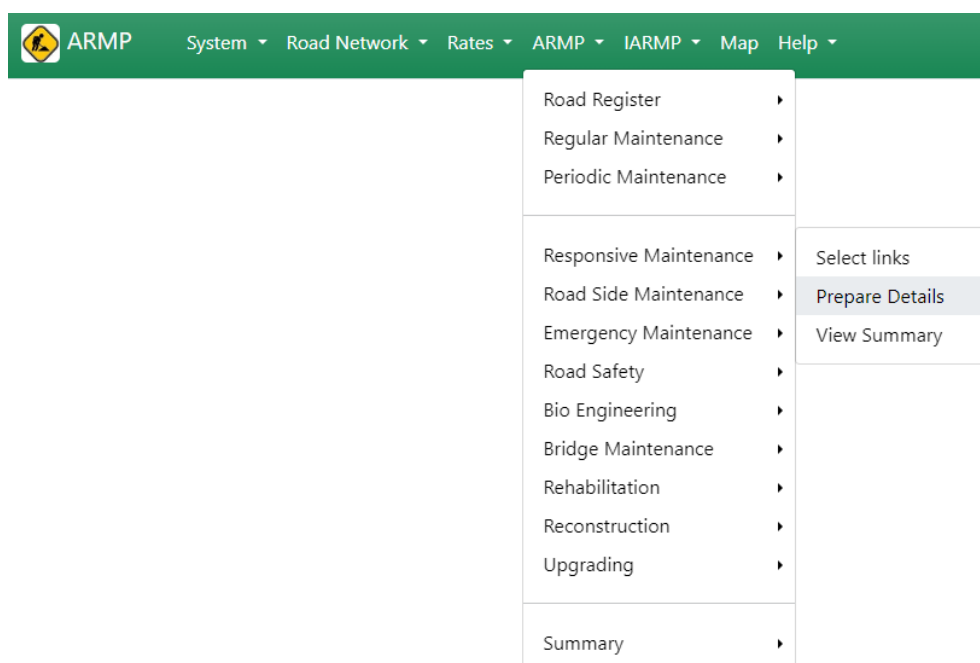 ARMP System Road Network Rates ARMP IARMP Map Help
Road Register
Regular Maintenance
Periodic Maintenance
Responsive Maintenance
Road Side Maintenance
Emergency Maintenance
Road Safety
Bio Engineering
Bridge Maintenance
Rehabilitation
Reconstruction
Upgrading
Summary
Select links
Prepare Details
View Summary